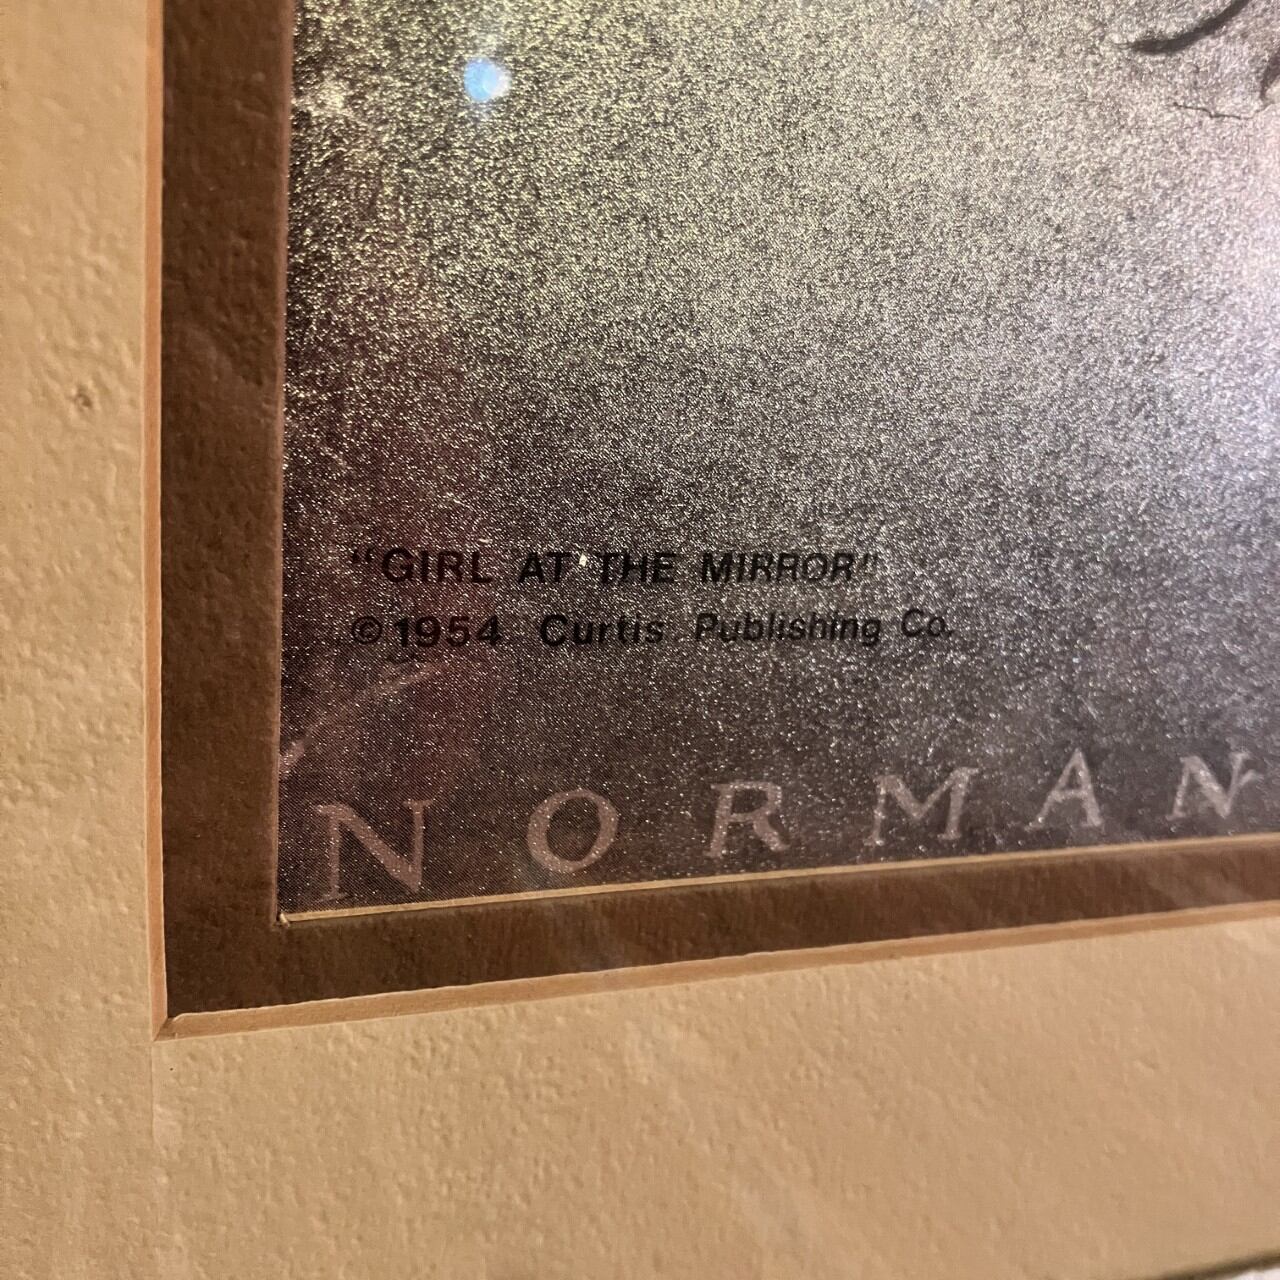 "GIRL AT THE MIRROR"
©1954 Curtis Publishing Co.
NORMAN